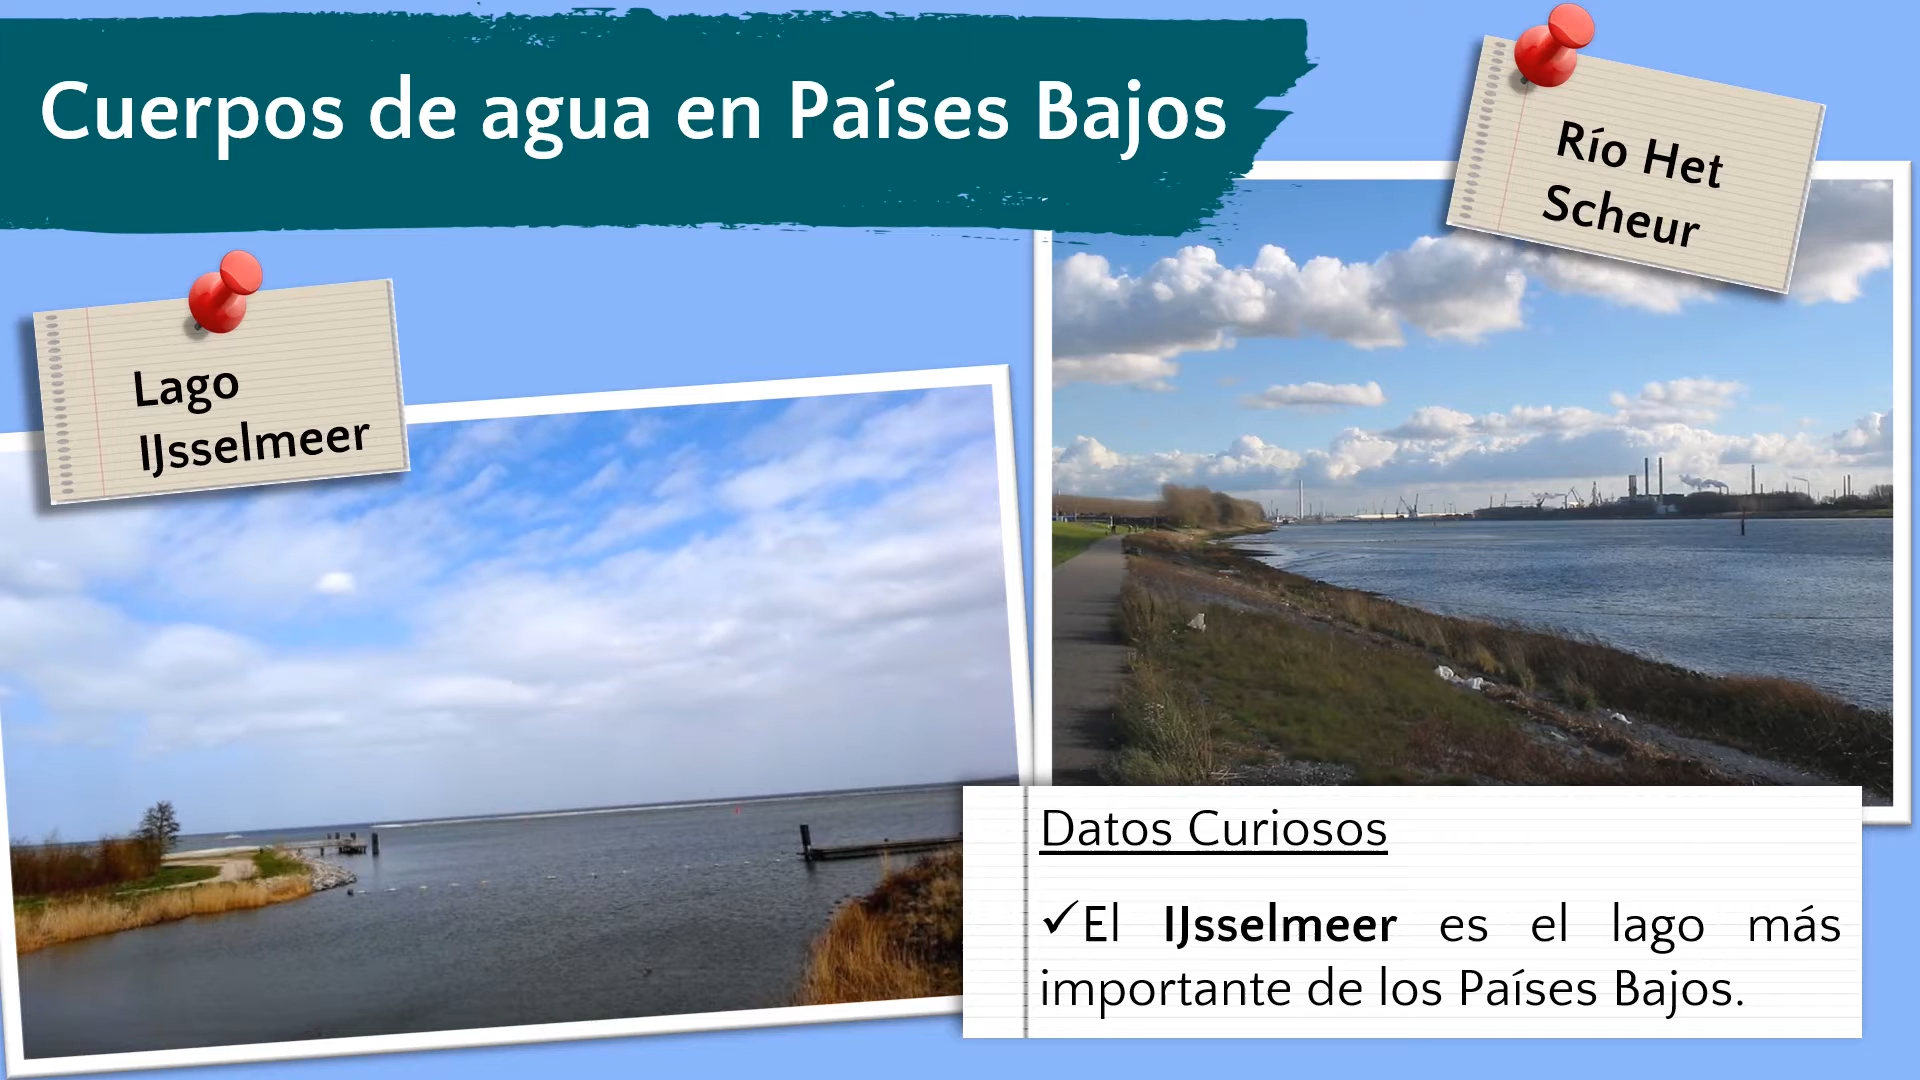 Cuerpos de agua en Países Bajos
Río Het
Scheur
Lago
IJsselmeer
Datos Curiosos
✓El IJsselmeer es el lago más
importante de los Países Bajos.